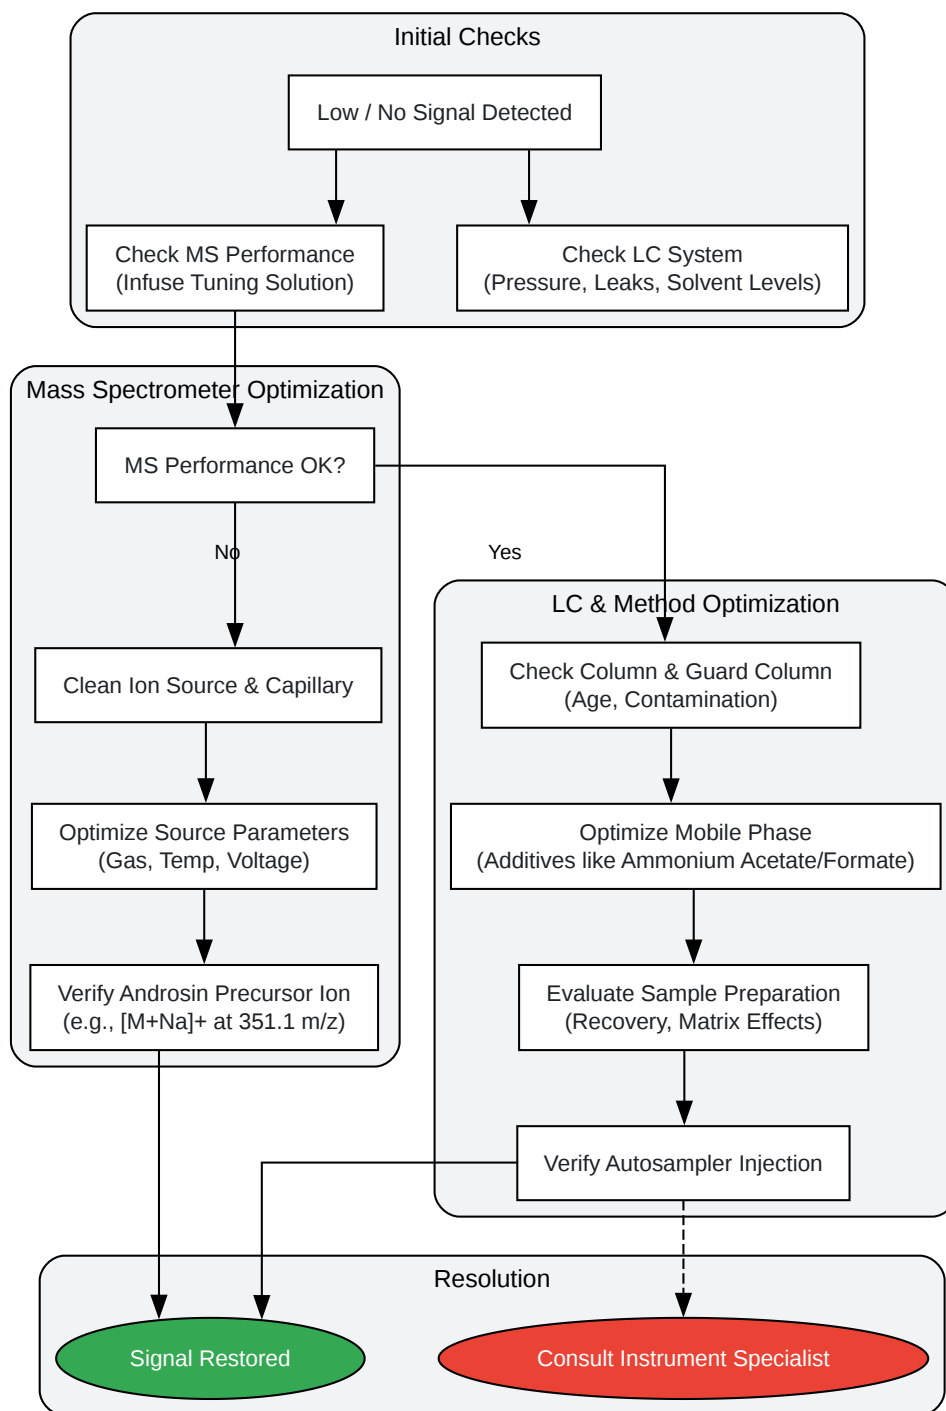 Initial Checks
Low / No Signal Detected
Check MS Performance
(Infuse Tuning Solution)
Check LC System
(Pressure, Leaks, Solvent Levels)
Mass Spectrometer Optimization
MS Performance OK?
No
Yes
LC & Method Optimization
Clean Ion Source & Capillary
Check Column & Guard Column
(Age, Contamination)
Optimize Source Parameters
(Gas, Temp, Voltage)
Optimize Mobile Phase
(Additives like Ammonium Acetate/Formate)
Verify Androsin Precursor Ion
(e.g., [M+Na]+ at 351.1 m/z)
Evaluate Sample Preparation
(Recovery, Matrix Effects)
Verify Autosampler Injection
Resolution
Signal Restored
Consult Instrument Specialist